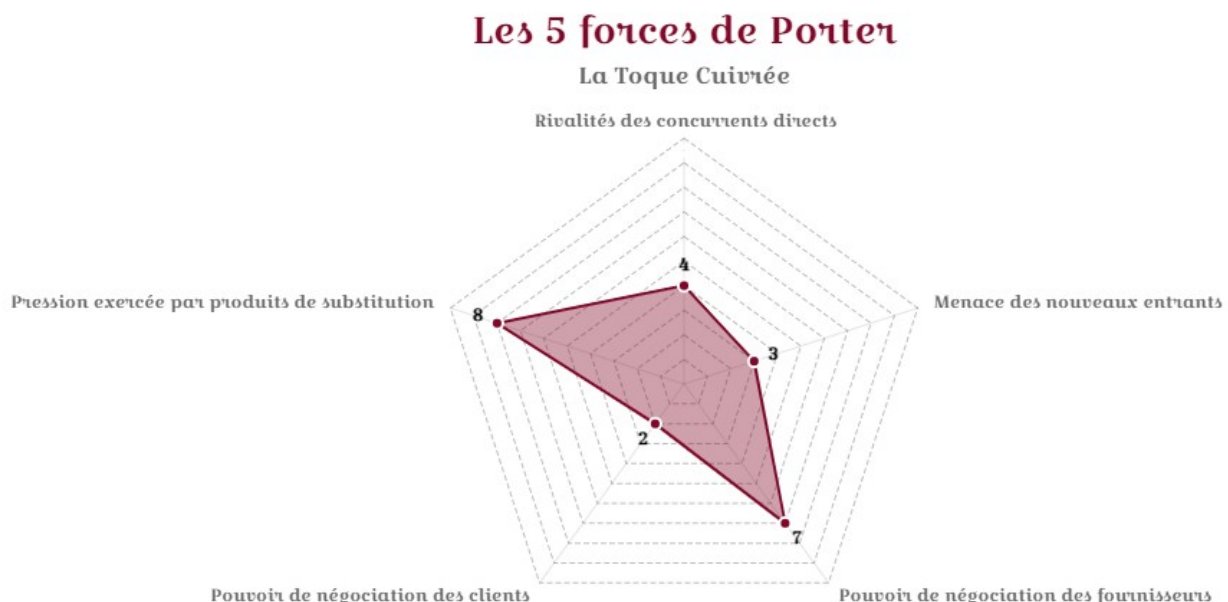 Les 5 forces de Porter
La Toque Cuivrée
Rivalités des concurrents directs
4
Pression exercée par produits de substitution
8
Menace des nouveaux entrants
3
2
7
Pouvoir de négociation des clients
Pouvoir de négociation des fournisseurs